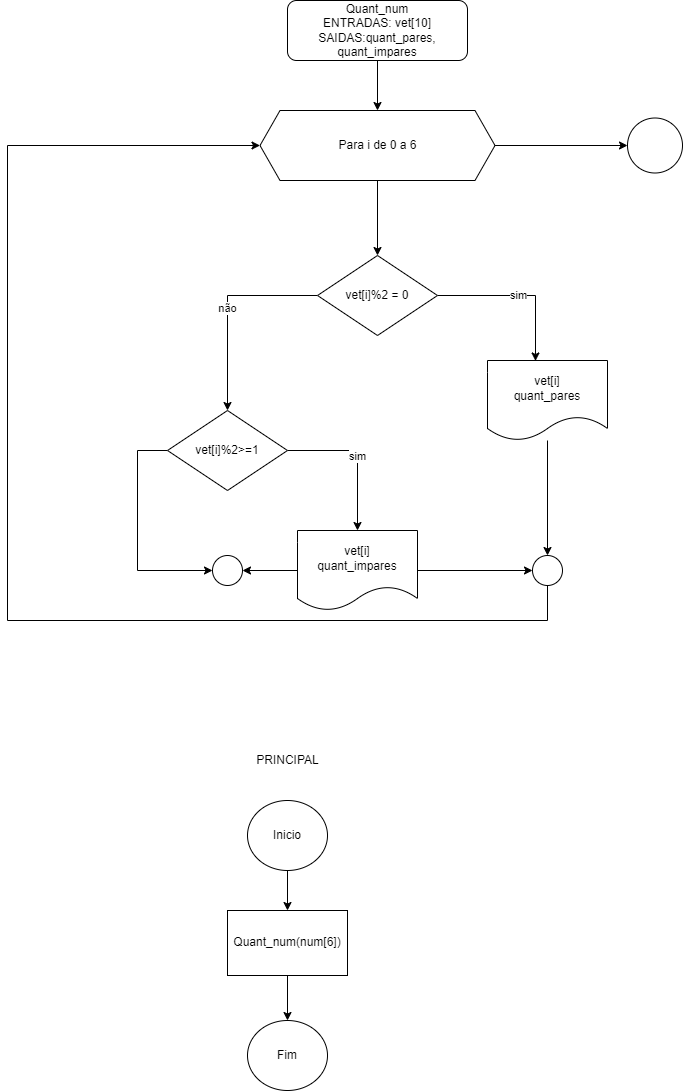 Quant_num
ENTRADAS: vet[10]
SAIDAS:quant_pares,
quant_impares
Para i de 0 a 6
vet[i]%2 = 0
sim
não
vet[i]
quant_pares
vet[i]%2>=1
sim
vet[i]
quant_impares
PRINCIPAL
Inicio
Quant_num(num[6])
Fim